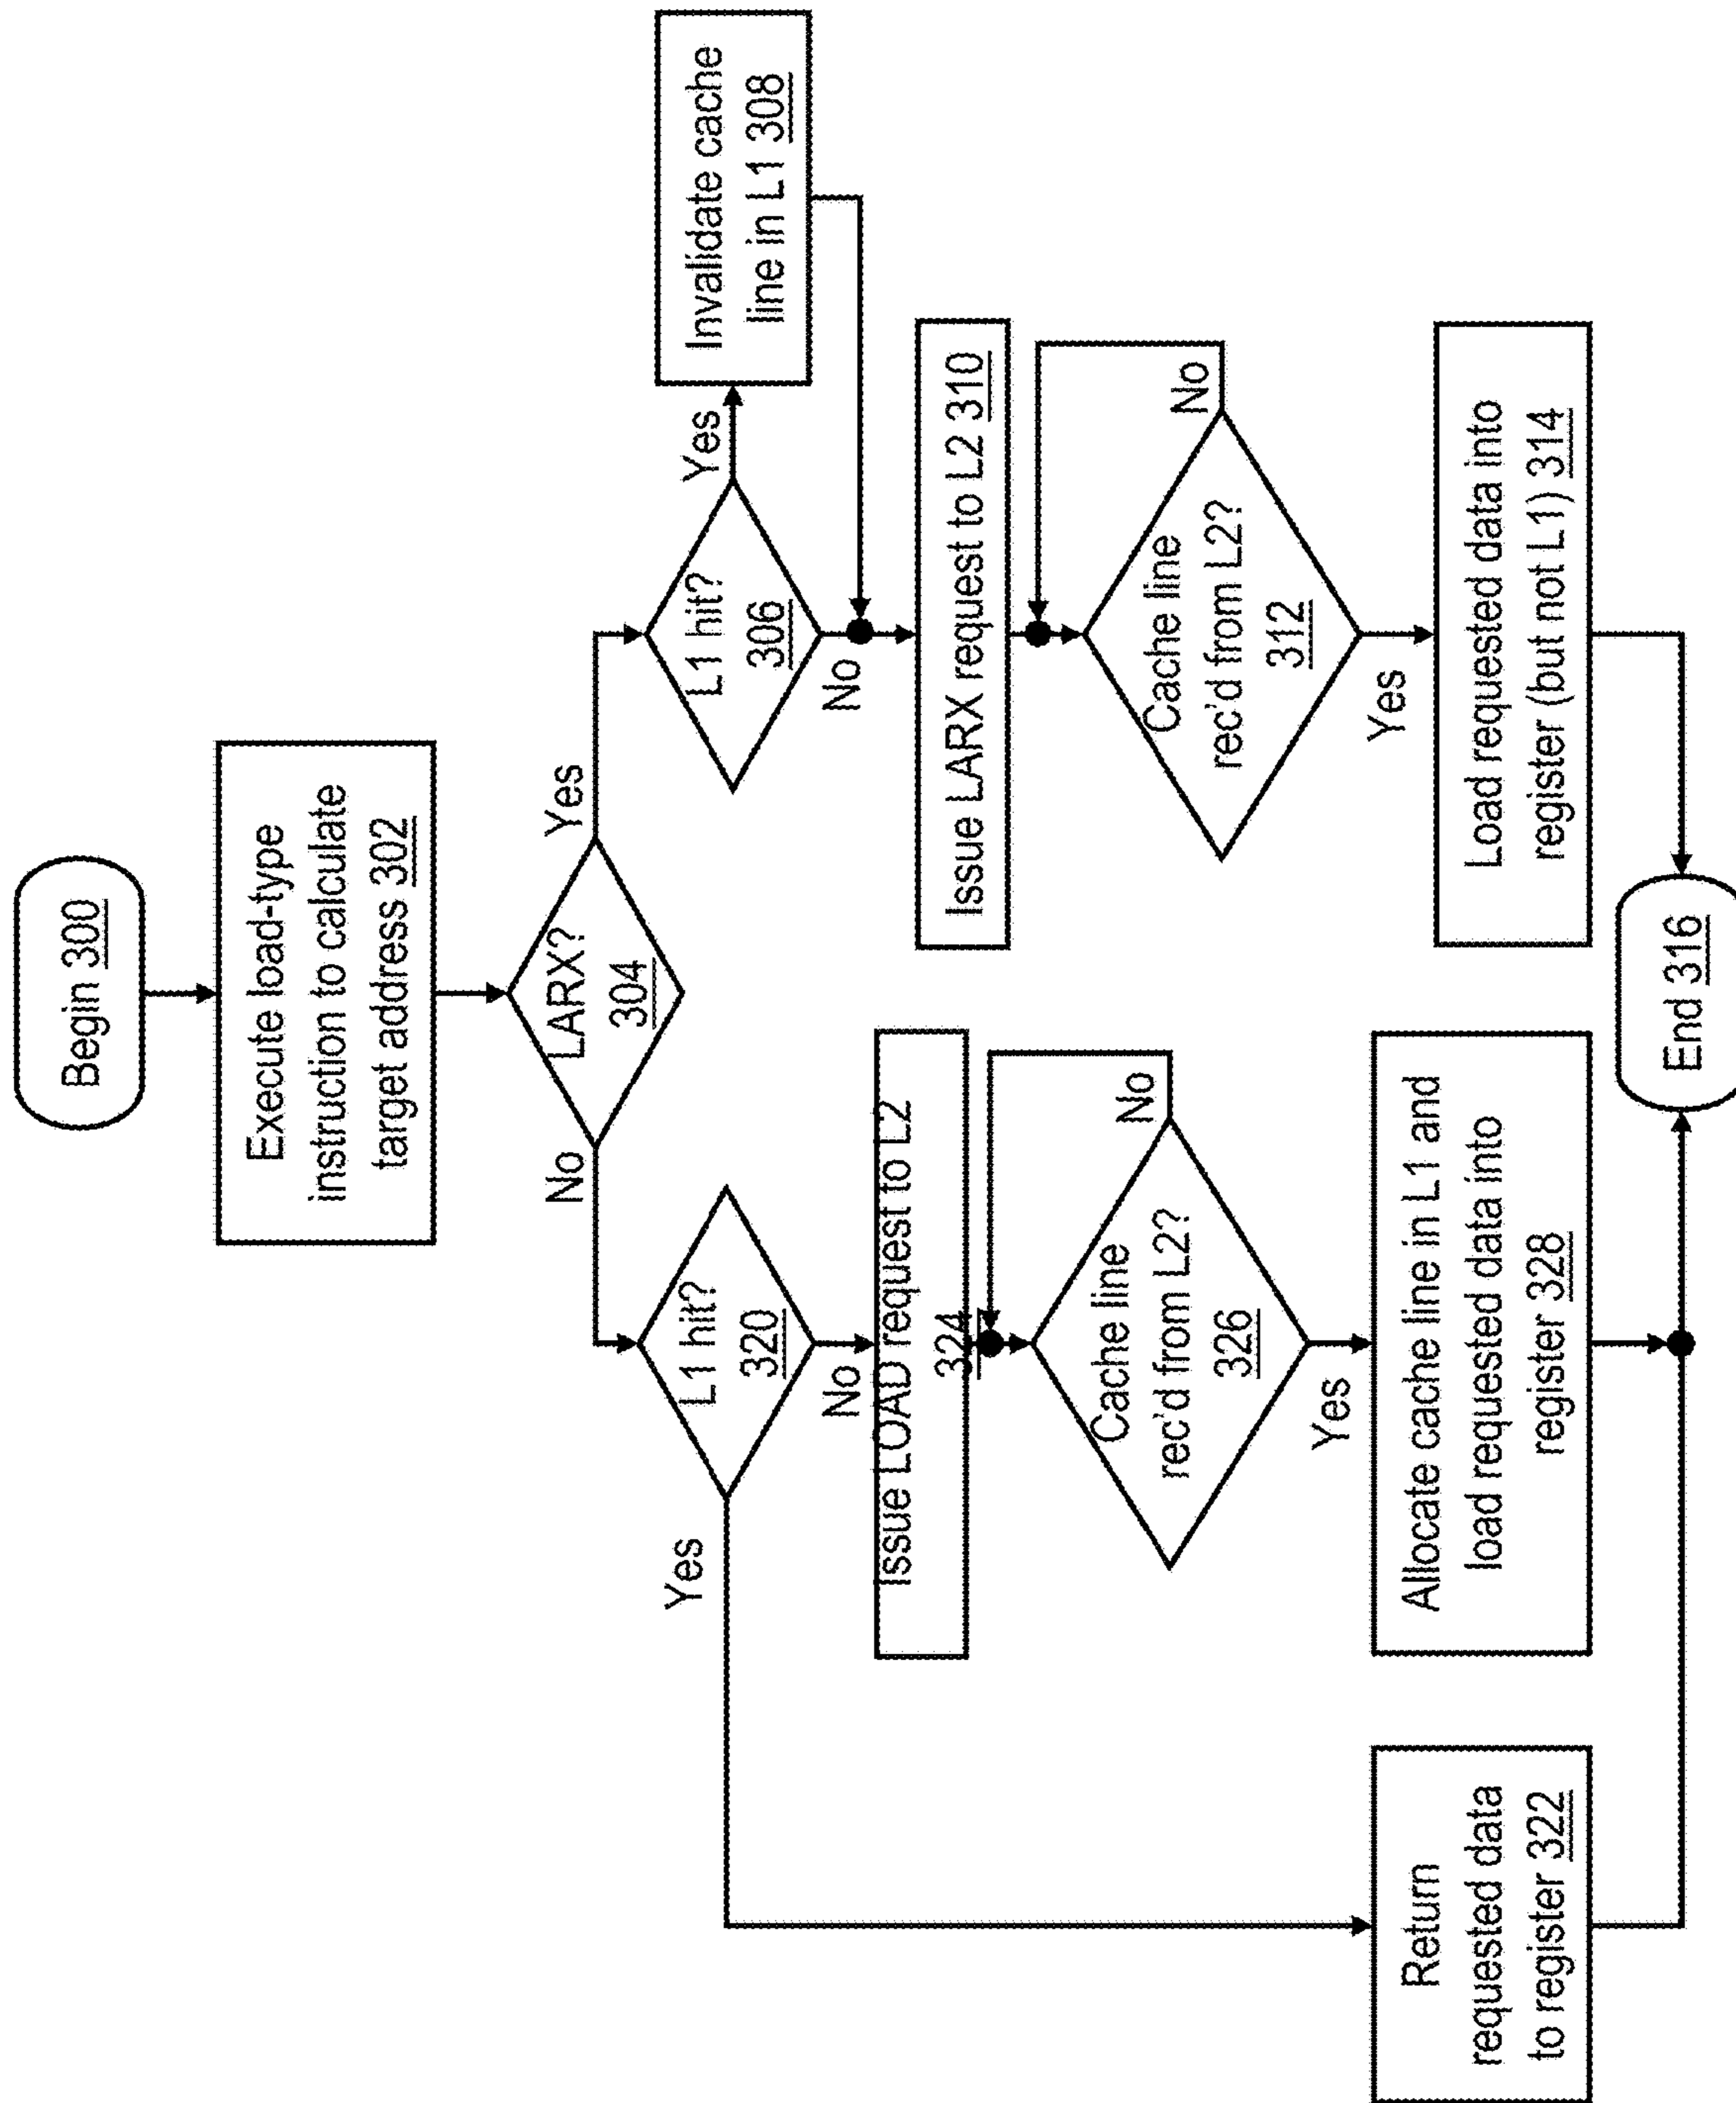 Begin 300
Execute load-type
instruction to calculate
target address 302
LARX?
304
No
Yes
L1 hit?
320
Yes
No
Issue LOAD request to L2
324
Cache line
rec'd from L2?
326
No
Yes
Allocate cache line in L1 and
load requested data into
register 328
Return
requested data
to register 322
L1 hit?
306
Yes
No
Invalidate cache
line in L1 308
Issue LARX request to L2 310
Cache line
rec'd from L2?
312
No
Yes
Load requested data into
register (but not L1) 314
End 316